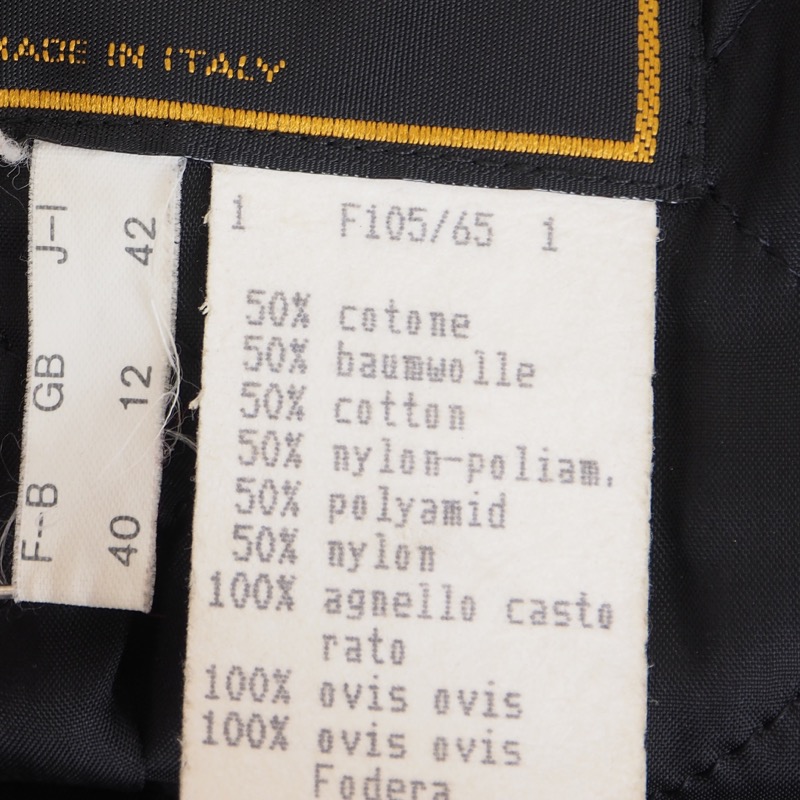 MADE IN ITALY
J-I 42
GB 12
F-B 40
1 F105/65 1
50% cotone
50% baumwolle
50% cotton
50% nylon-poliam.
50% polyamid
50% nylon
100% agnello casto
rato
100% ovis ovis
100% ovis ovis
Fodera